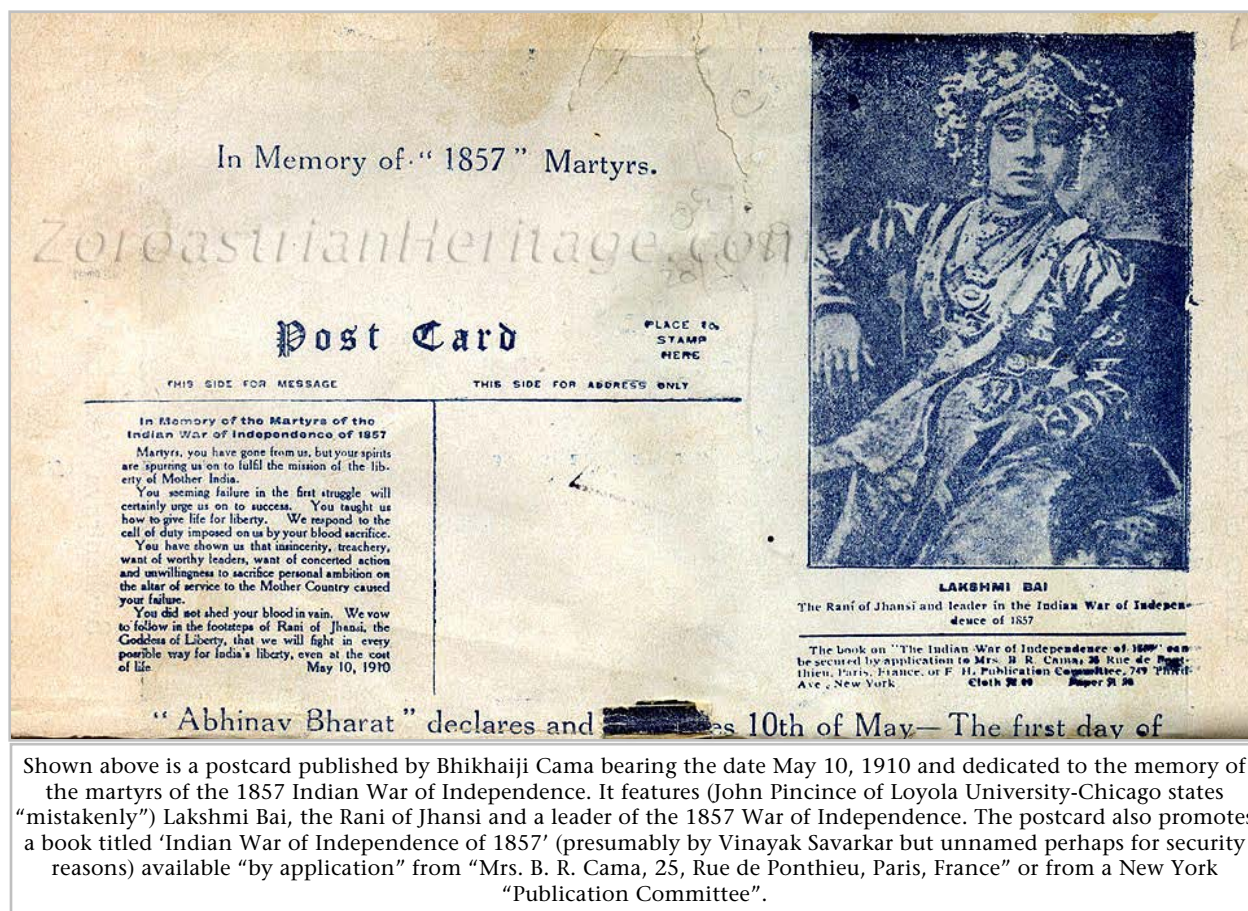 In Memory of "1857" Martyrs.
ZoroastrianHeritage.com
Post Card
PLACE
STAMP
HERE
THIS SIDE FOR MESSAGE
THIS SIDE FOR ADDRESS ONLY
In Memory of the Martyrs of the
Indian War of Independence of 1857
Martyrs, you have gone from us, but your spirits
are spurring us on to fulfil the mission of the lib-
erty of Mother India.
You seeming failure in the first struggle will
certainly urge us on to success. You taught us
how to give life for liberty. We respond to the
call of duty imposed on us by your blood sacrifice.
You have shown us that insincerity, treachery,
want of worthy leaders, want of concerted action
and unwillingness to sacrifice personal ambition on
the altar of service to the Mother Country caused
your failure.
You did not shed your blood in vain. We vow
to follow in the footsteps of Rani of Jhansi, the
Goddess of Liberty, that we will fight in every
possible way for India's liberty, even at the cost
of life. May 10, 1910
LAKSHMI BAI
The Rani of Jhansi and leader in the Indian War of Indepen-
dence of 1857
The book on "The Indian War of Independence of can
be secured by application to Mrs. B. R. Cama, Rue de Pon-
thieu, Paris, France, or F. H. Publication Committee, 749 Third
Ave., New York Cloth Paper
"Abhinav Bharat" declares and 10th of May—The first day of
Shown above is a postcard published by Bhikhaiji Cama bearing the date May 10, 1910 and dedicated to the memory of
the martyrs of the 1857 Indian War of Independence. It features (John Pincince of Loyola University-Chicago states
“mistakenly”) Lakshmi Bai, the Rani of Jhansi and a leader of the 1857 War of Independence. The postcard also promotes
a book titled ‘Indian War of Independence of 1857’ (presumably by Vinayak Savarkar but unnamed perhaps for security
reasons) available “by application” from “Mrs. B. R. Cama, 25, Rue de Ponthieu, Paris, France” or from a New York
“Publication Committee”.